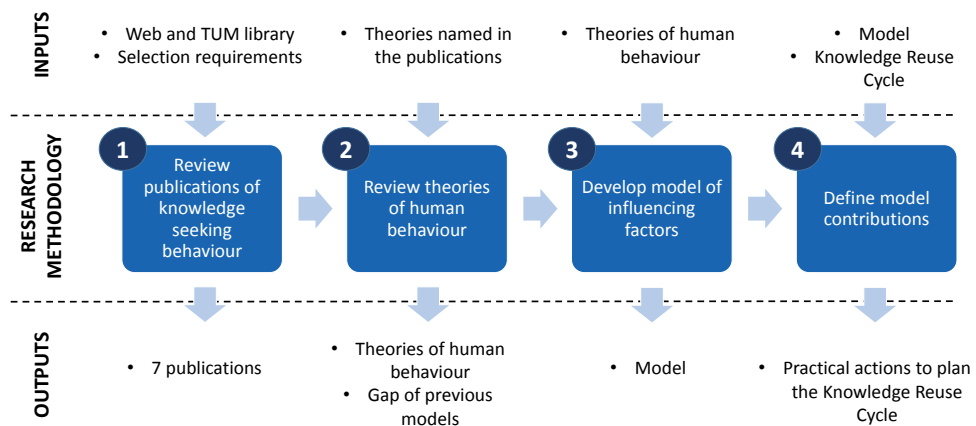 INPUTS
• Web and TUM library
• Selection requirements
• Theories named in
the publications
• Theories of human
behaviour
• Model
• Knowledge Reuse
Cycle
RESEARCH
METHODOLOGY
1
Review
publications of
knowledge
seeking
behaviour
2
Review theories
of human
behaviour
3
Develop model of
influencing
factors
4
Define model
contributions
OUTPUTS
• 7 publications
• Theories of human
behaviour
• Gap of previous
models
• Model
• Practical actions to plan
the Knowledge Reuse
Cycle